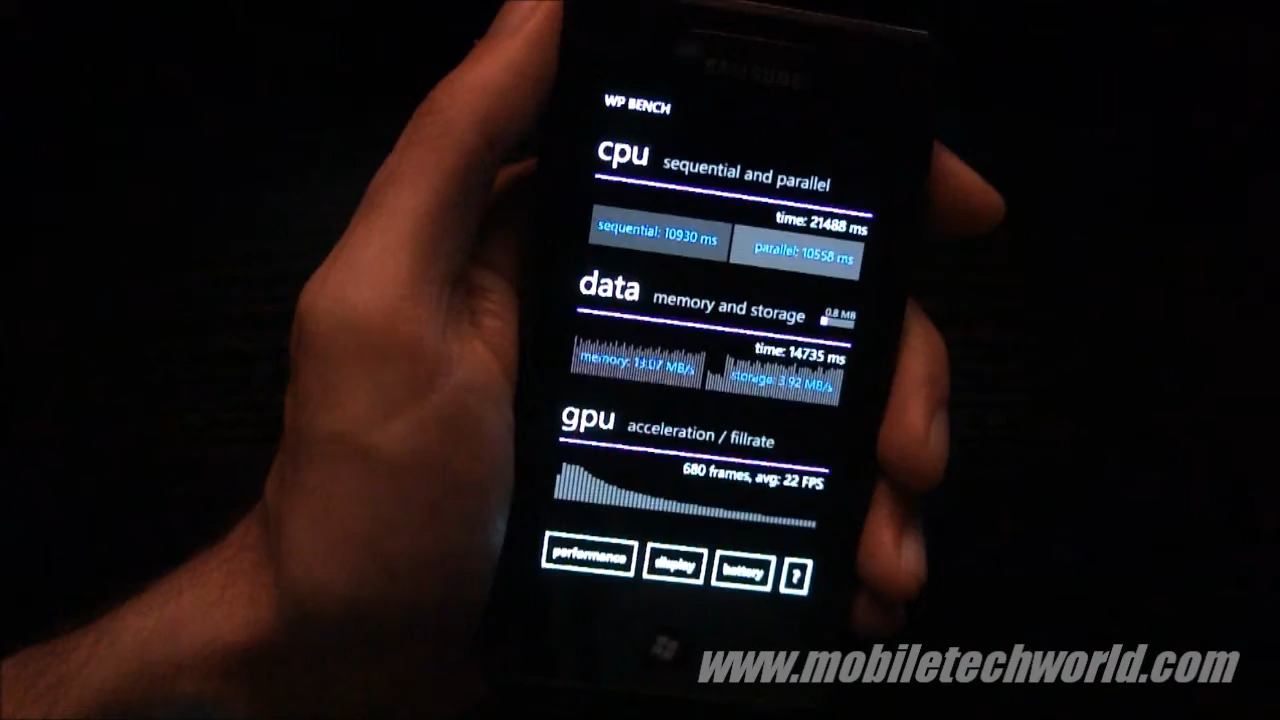 SAMSUNG
WP BENCH
cpu sequential and parallel
time: 21488 ms
sequential: 10930 ms parallel: 10558 ms
data memory and storage 0.8 MB
time: 14735 ms
memory: 13.07 MB/s storage: 3.92 MB/s
gpu acceleration / fillrate
680 frames, avg: 22 FPS
performance display battery ?
www.mobiletechworld.com